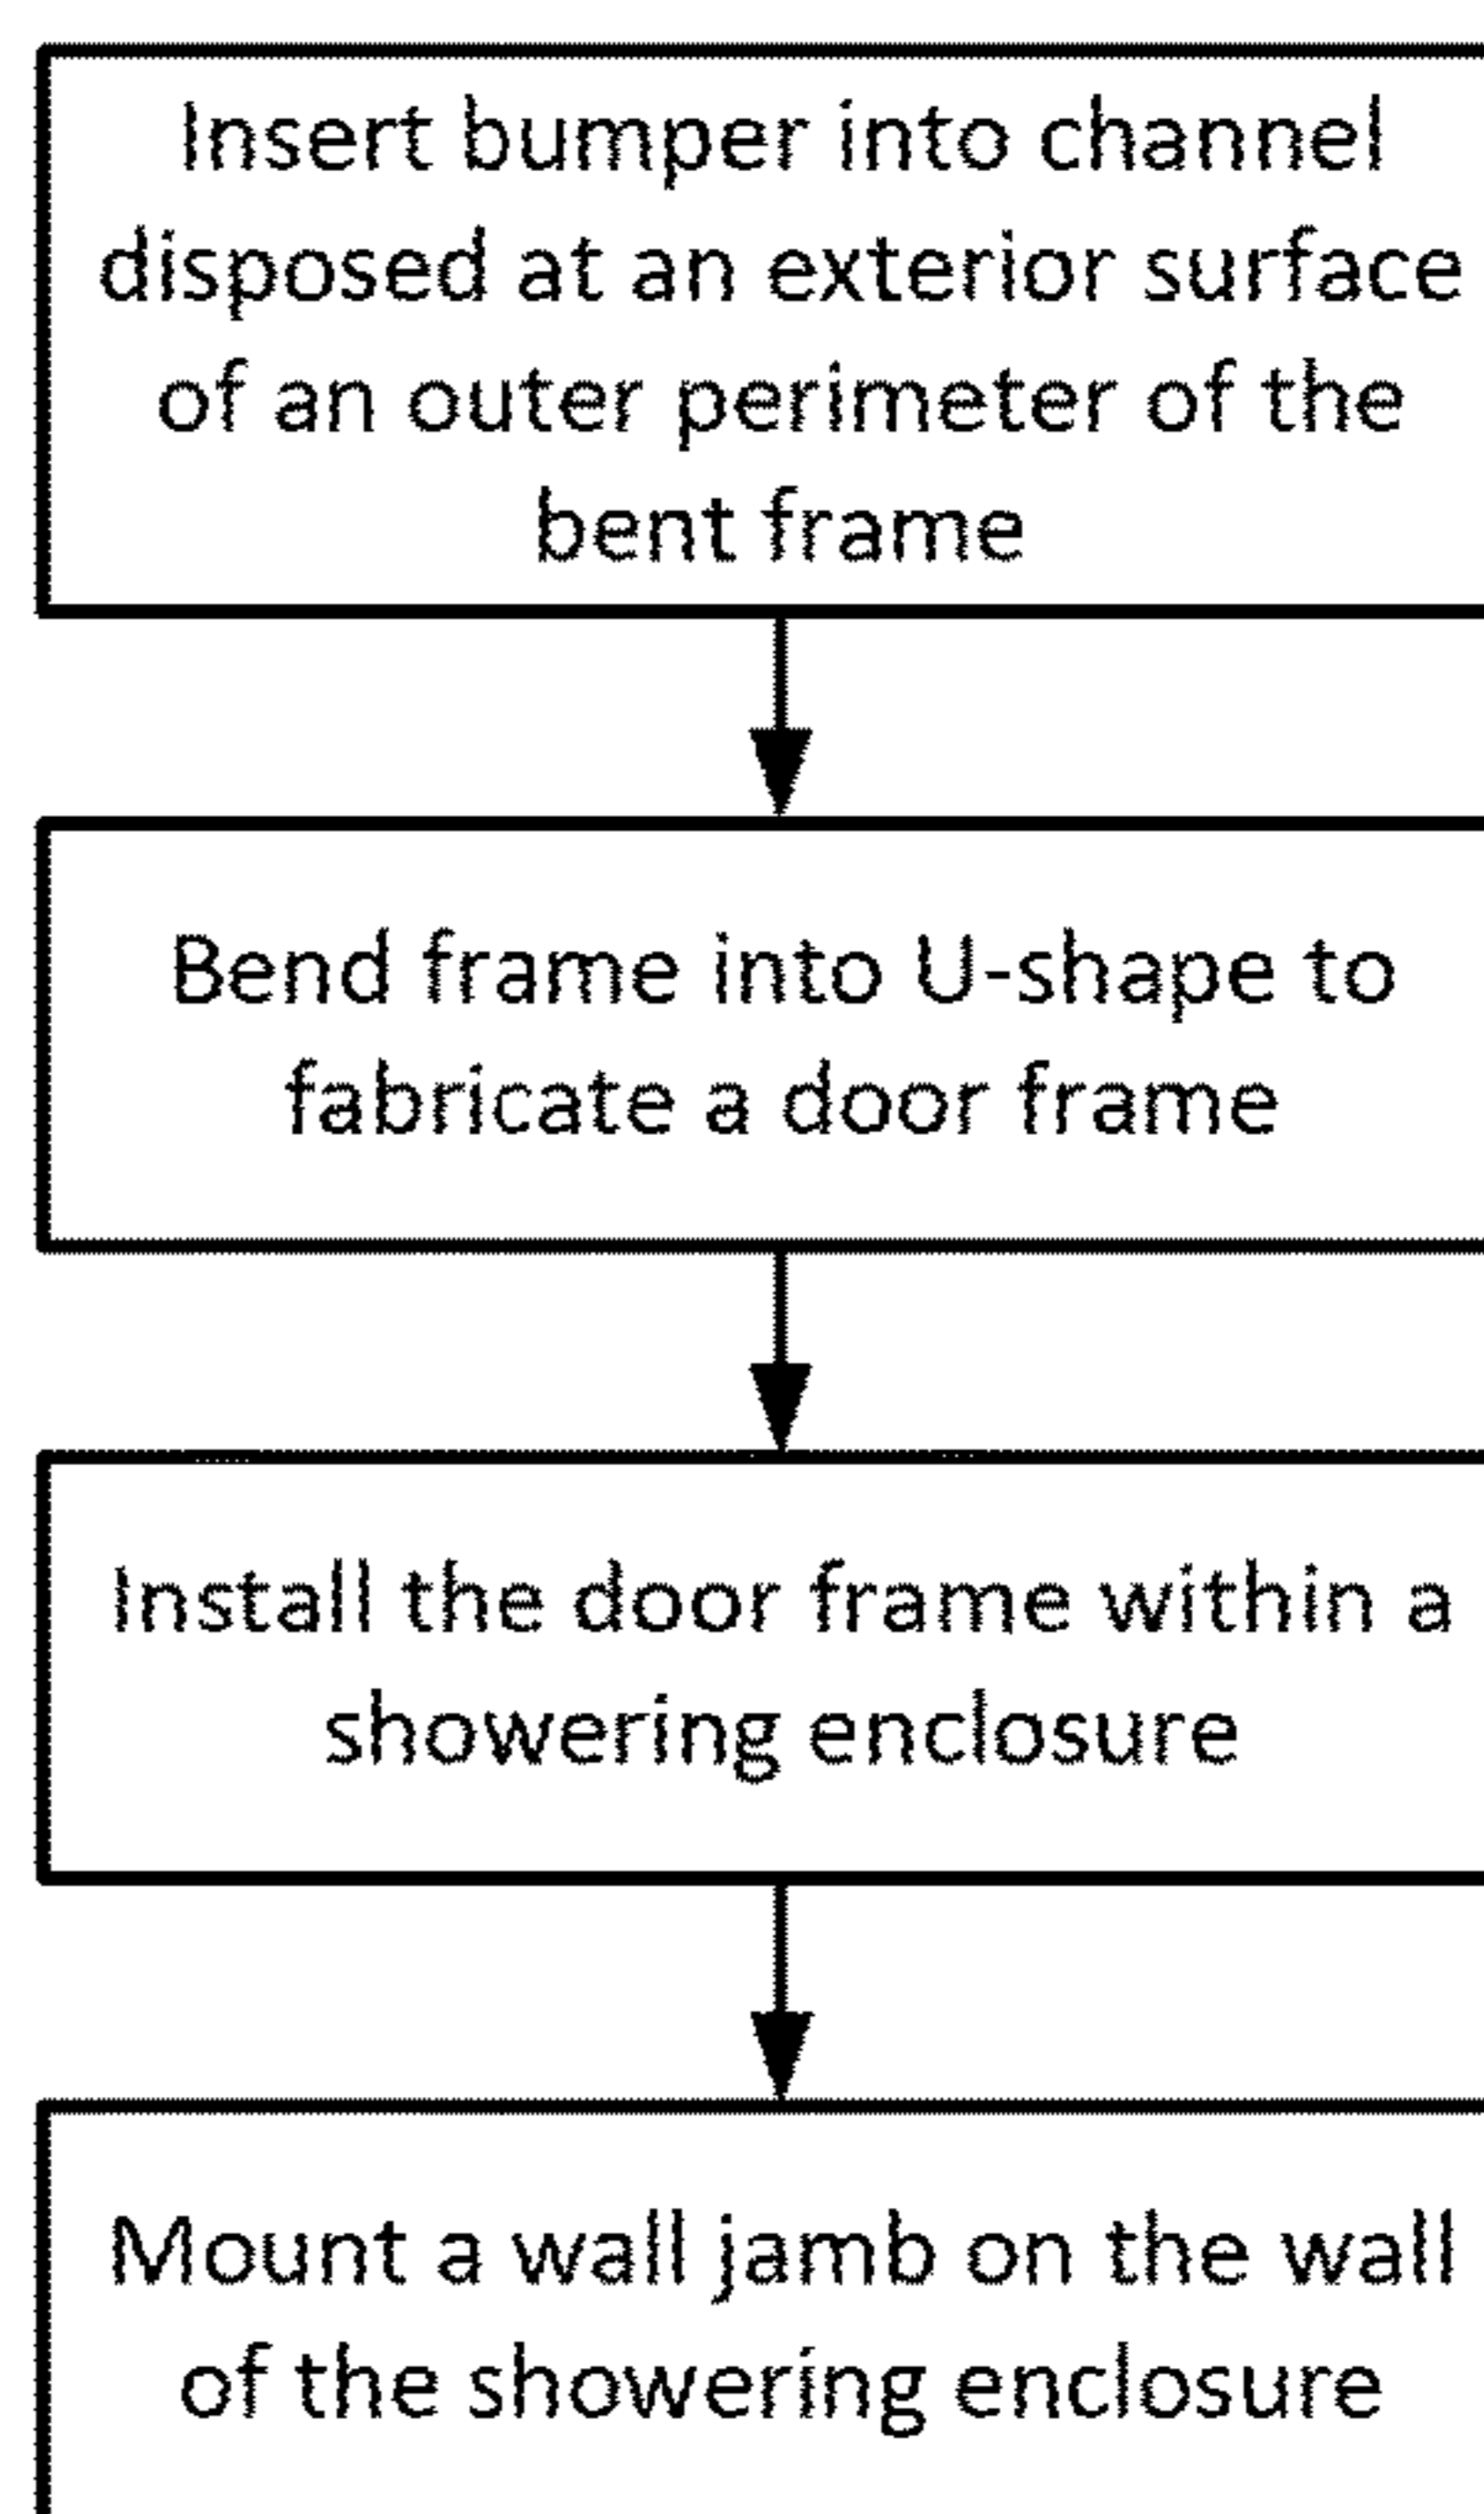 Insert bumper into channel
disposed at an exterior surface
of an outer perimeter of the
bent frame
Bend frame into U-shape to
fabricate a door frame
Install the door frame within a
showering enclosure
Mount a wall jamb on the wall
of the showering enclosure